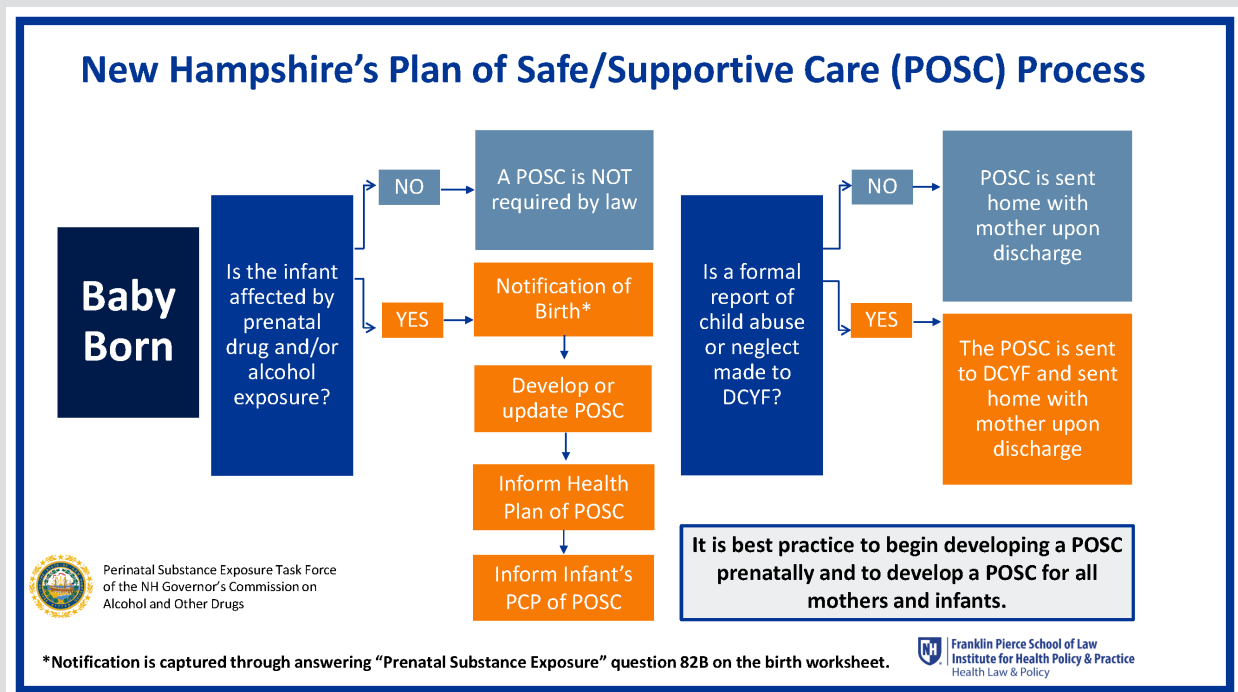 New Hampshire’s Plan of Safe/Supportive Care (POSC) Process
Baby
Born
Is the infant
affected by
prenatal
drug and/or
alcohol
exposure?
NO
A POSC is NOT
required by law
YES
Notification of
Birth*
Develop or
update POSC
Inform Health
Plan of POSC
Inform Infant’s
PCP of POSC
Is a formal
report of
child abuse
or neglect
made to
DCYF?
NO
POSC is sent
home with
mother upon
discharge
YES
The POSC is sent
to DCYF and sent
home with
mother upon
discharge
It is best practice to begin developing a POSC
prenatally and to develop a POSC for all
mothers and infants.
Perinatal Substance Exposure Task Force
of the NH Governor’s Commission on
Alcohol and Other Drugs
*Notification is captured through answering “Prenatal Substance Exposure” question 82B on the birth worksheet.
NH
Franklin Pierce School of Law
Institute for Health Policy & Practice
Health Law & Policy